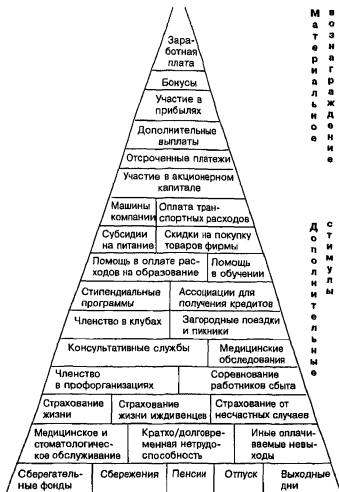 Зара-
ботная
плата
Бонусы
Участие в
прибылях
Дополнительные
выплаты
Отсроченные платежи
Участие в акционерном
капитале
Машины
компании
Оплата тран-
спортных расходов
Субсидии
на питание
Скидки на покупку
товаров фирмы
Помощь в оплате рас-
ходов на образование
Помощь
в обучении
Стипендиальные
программы
Ассоциации для
получения кредитов
Членство в клубах
Загородные поездки
и пикники
Консультативные службы
Медицинские
обследования
Членство
в профорганизациях
Соревнование
работников сбыта
Страхование
жизни
Страхование
жизни иждивенцев
Страхование от
несчастных случаев
Медицинское и
стоматологичес-
кое обслуживание
Кратко/долговре-
менная нетрудо-
способность
Иные оплачи-
ваемые невы-
ходы
Сберегатель-
ные фонды
Сбережения
Пенсии
Отпуск
Выходные
дни
Материальное
вознаграждение
Дополнительные
стимулы